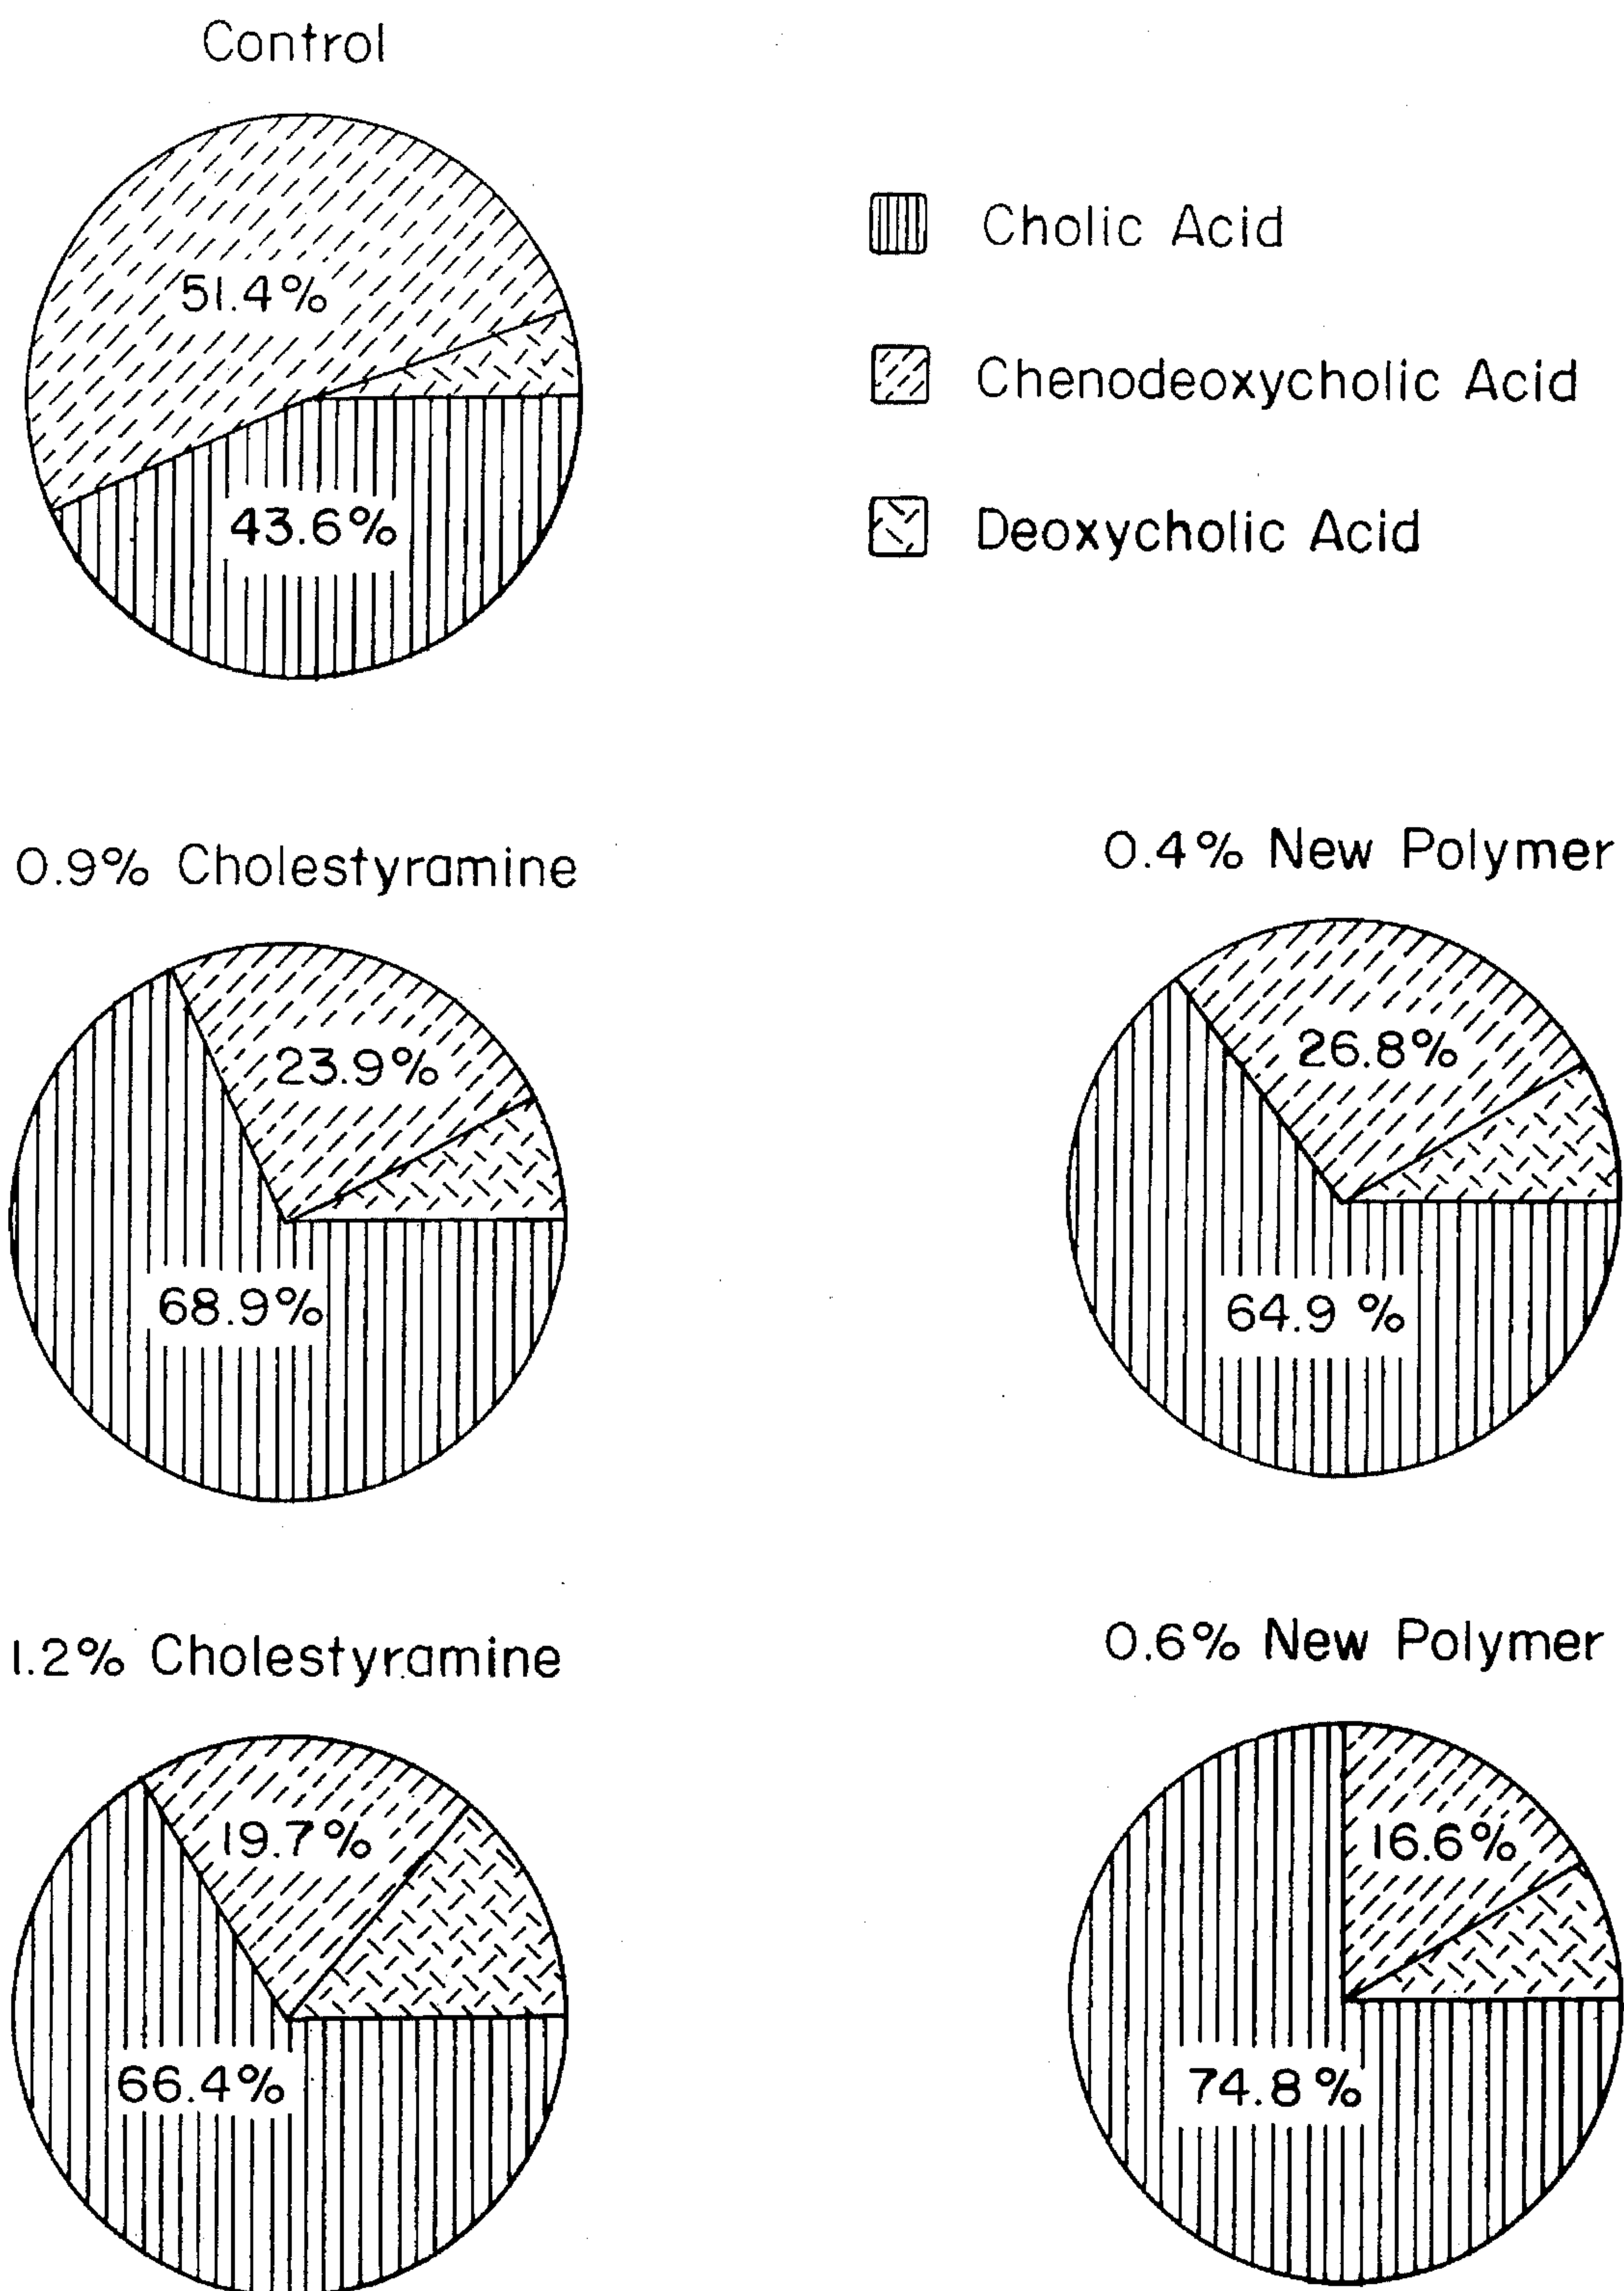 Control
51.4%
43.6%
Cholic Acid
Chenodeoxycholic Acid
Deoxycholic Acid
0.9% Cholestyramine
23.9%
68.9%
0.4% New Polymer
26.8%
64.9 %
1.2% Cholestyramine
19.7%
66.4%
0.6% New Polymer
16.6%
74.8%